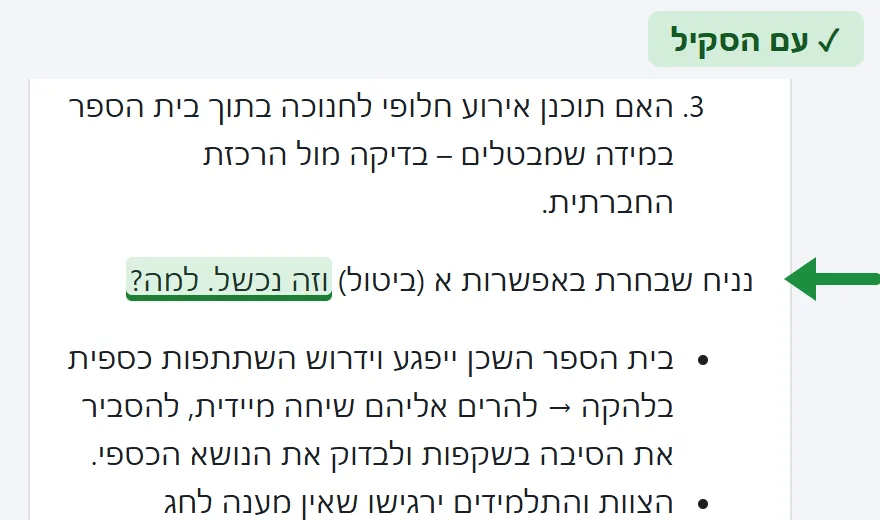 ✓ עם הסקיל
3. האם תוכנן אירוע חלופי לחנוכה בתוך בית הספר
במידה שמבטלים – בדיקה מול הרכזת
החברתית.
נניח שבחרת באפשרות א (ביטול) וזה נכשל. למה?
• בית הספר השכן ייפגע וידרוש השתתפות כספית
בלהקה → להרים אליהם שיחה מיידית, להסביר
את הסיבה בשקפות ולבדוק את הנושא הכספי.
• הצוות והתלמידים ירגישו שאין מענה לחג